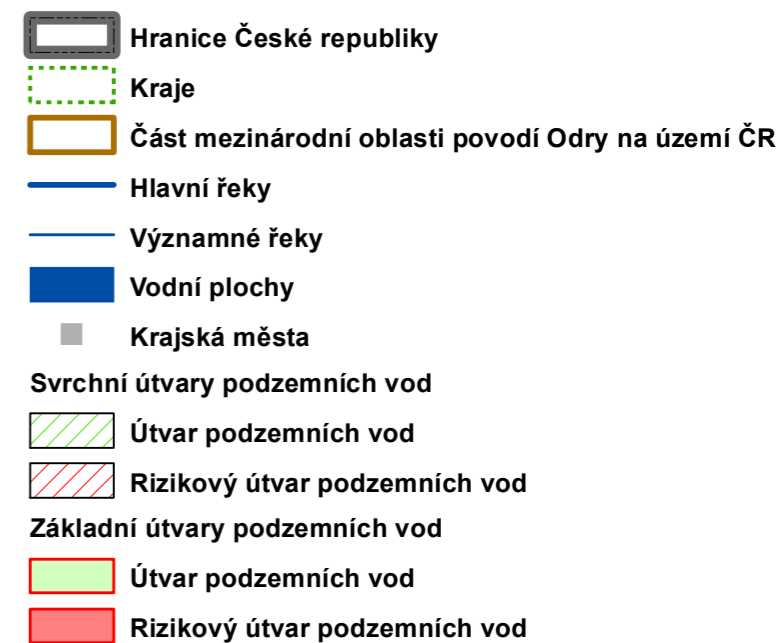 Hranice České republiky
Kraje
Část mezinárodní oblasti povodí Odry na území ČR
Hlavní řeky
Významné řeky
Vodní plochy
Krajská města
Svrchní útvary podzemních vod
Útvar podzemních vod
Rizikový útvar podzemních vod
Základní útvary podzemních vod
Útvar podzemních vod
Rizikový útvar podzemních vod